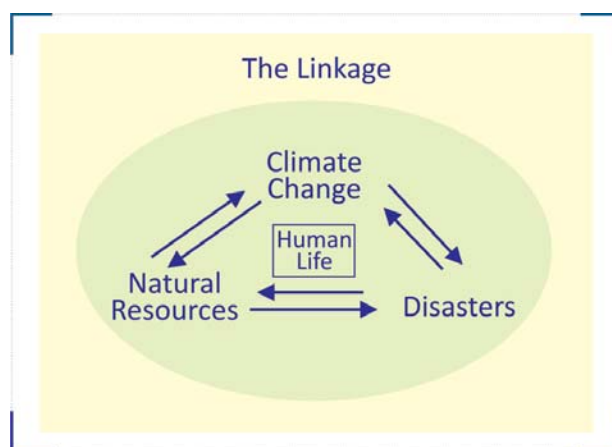 The Linkage
Climate
Change
Human
Life
Natural
Resources
Disasters